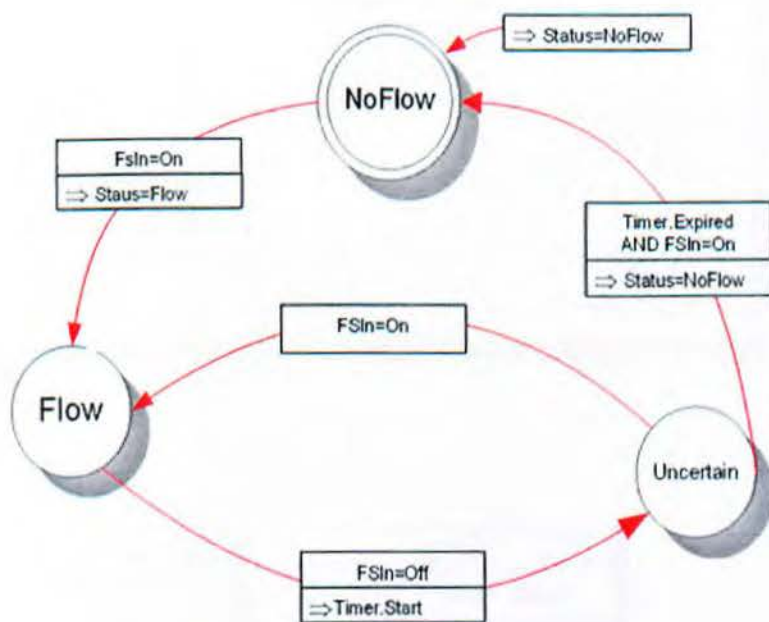 ⇒ Status=NoFlow
NoFlow
FsIn=On
⇒ Staus=Flow
Timer.Expired
AND FSIn=On
⇒ Status=NoFlow
FSIn=On
Flow
Uncertain
FSIn=Off
⇒Timer.Start